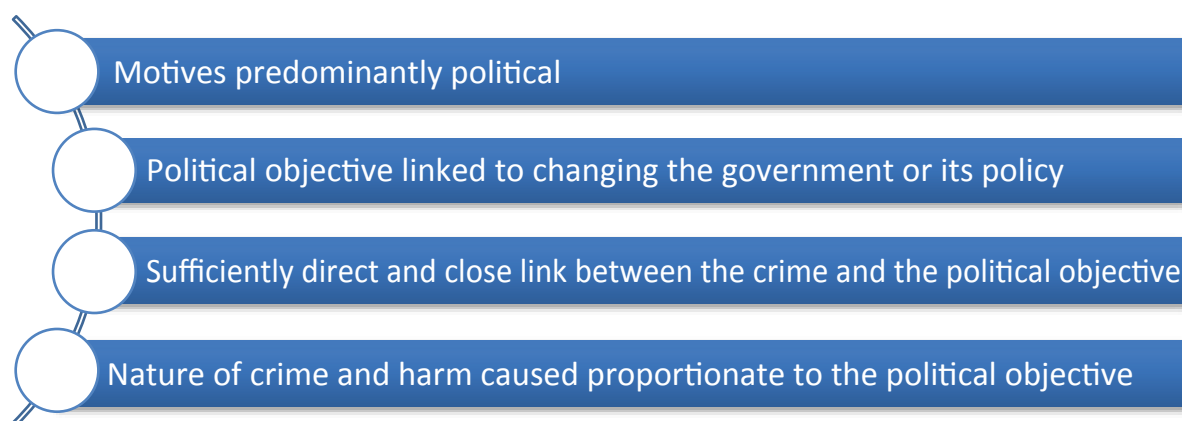 Motives predominantly political
Political objective linked to changing the government or its policy
Sufficiently direct and close link between the crime and the political objective
Nature of crime and harm caused proportionate to the political objective